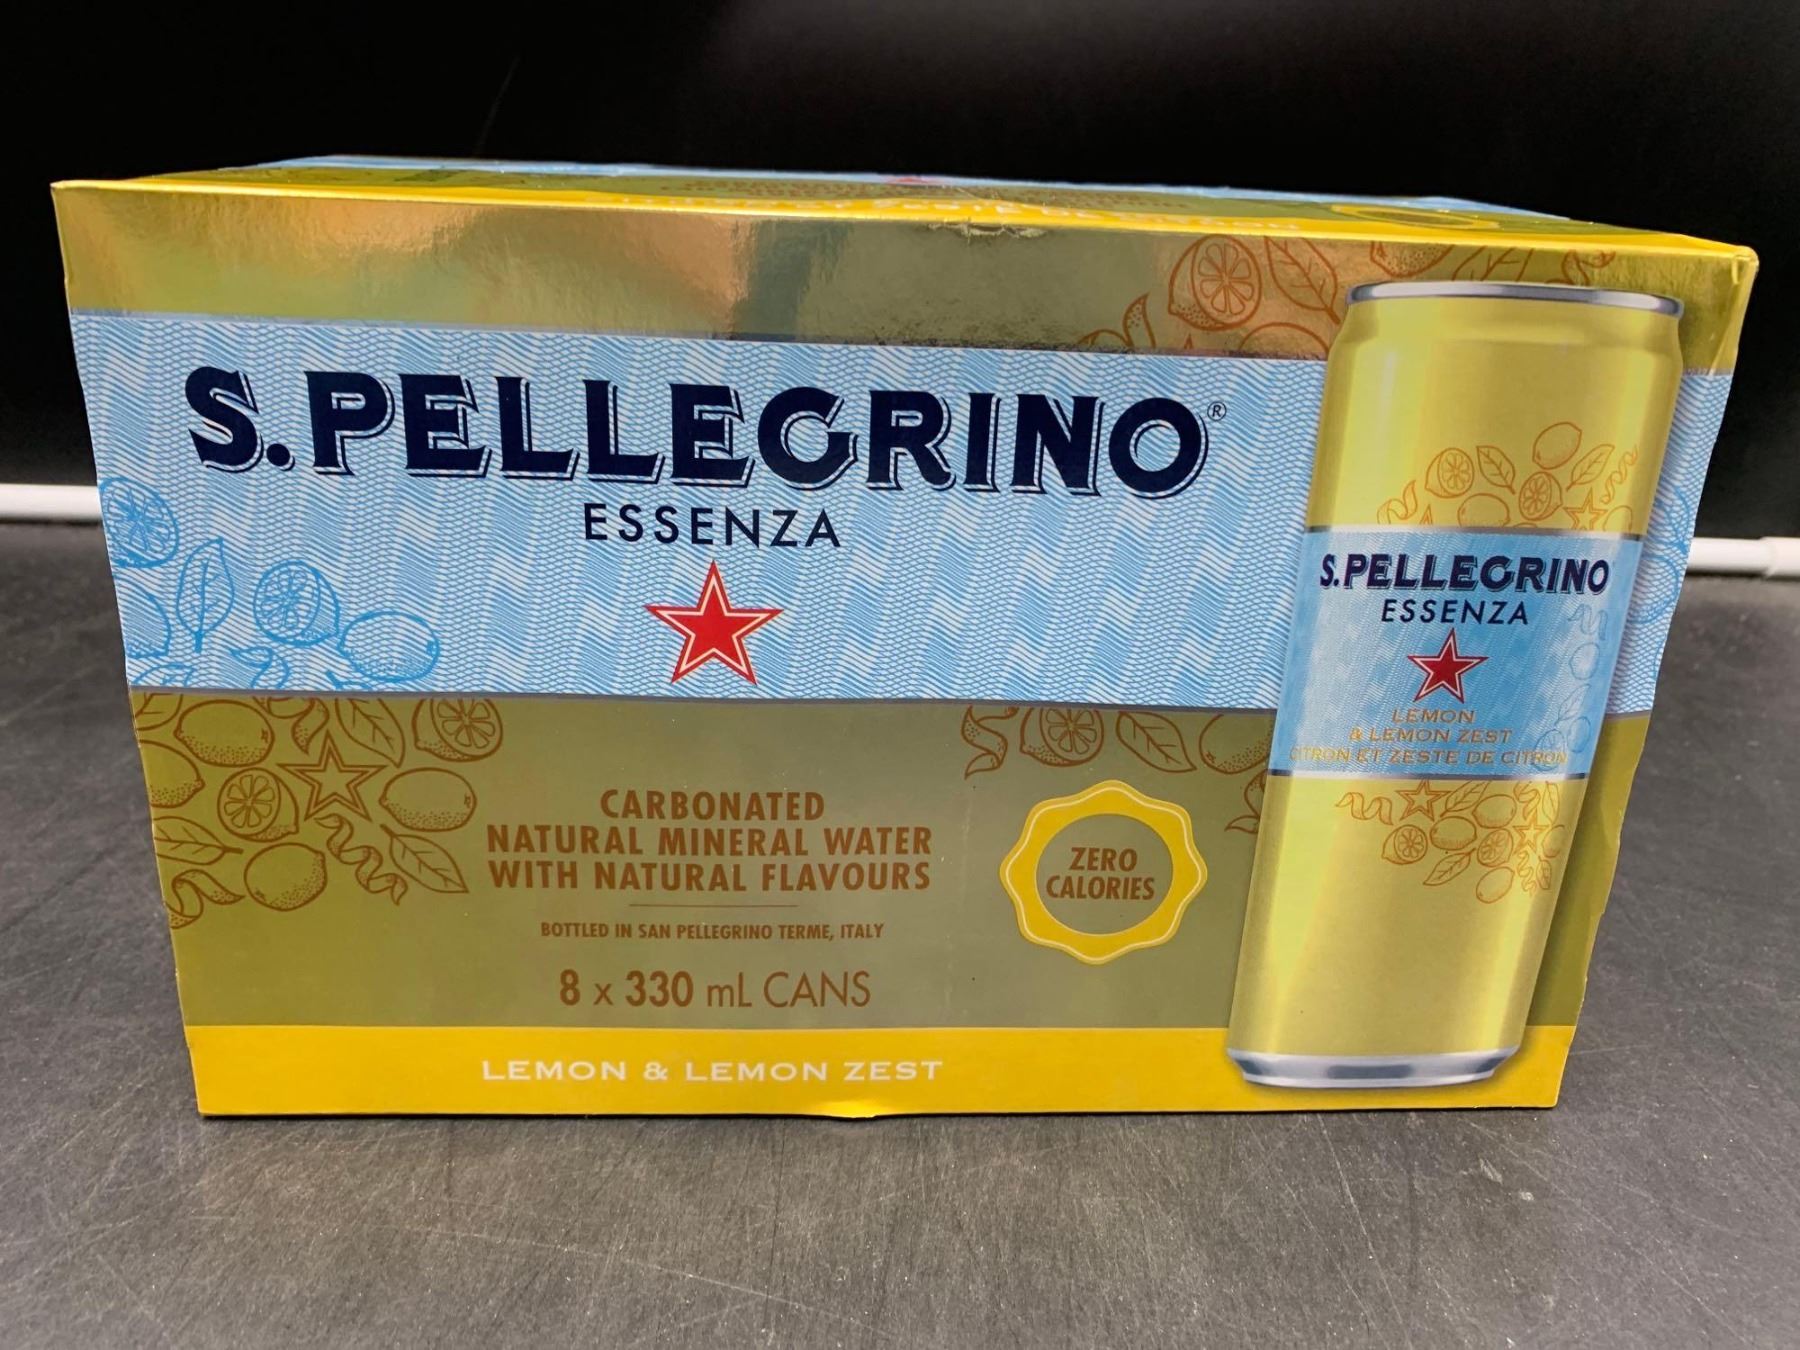 S.PELLEGRINO®
ESSENZA
CARBONATED
NATURAL MINERAL WATER
WITH NATURAL FLAVOURS
BOTTLED IN SAN PELLEGRINO TERME, ITALY
8 x 330 mL CANS
ZERO
CALORIES
LEMON & LEMON ZEST
S.PELLEGRINO
ESSENZA
LEMON
& LEMON ZEST
CITRON ET ZESTE DE CITRON